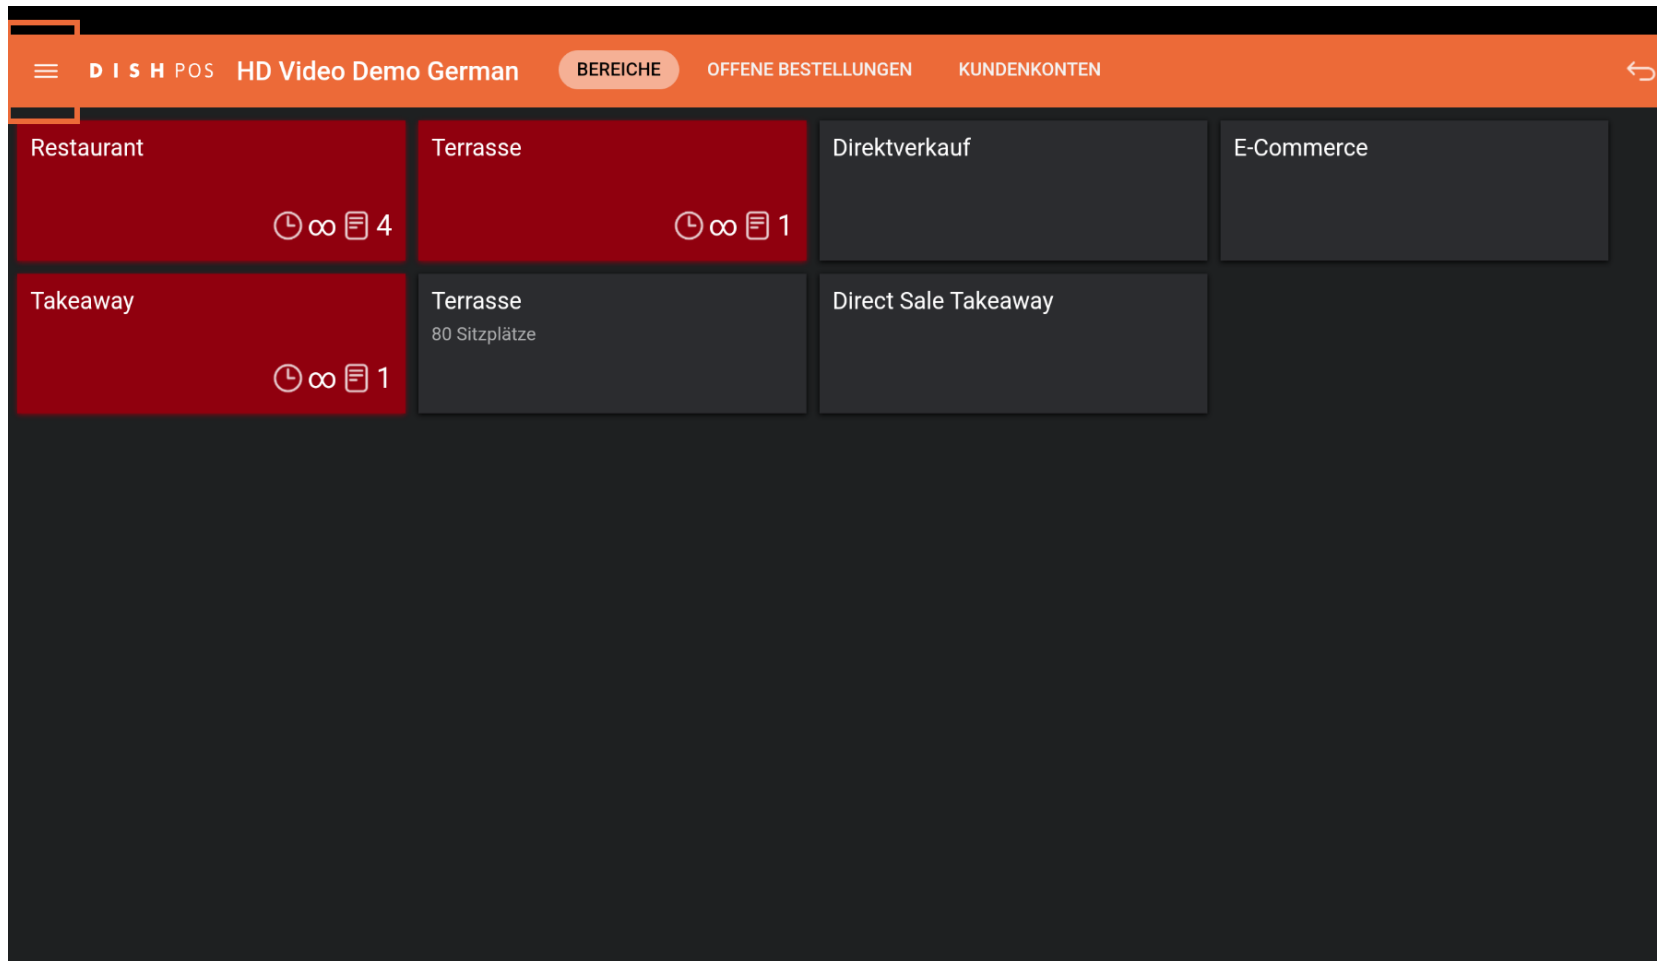 DISH POS HD Video Demo German BEREICHE OFFENE BESTELLUNGEN KUNDENKONTEN
Restaurant
∞ 4
Terrasse
∞ 1
Direktverkauf
E-Commerce
Takeaway
∞ 1
Terrasse
80 Sitzplätze
Direct Sale Takeaway